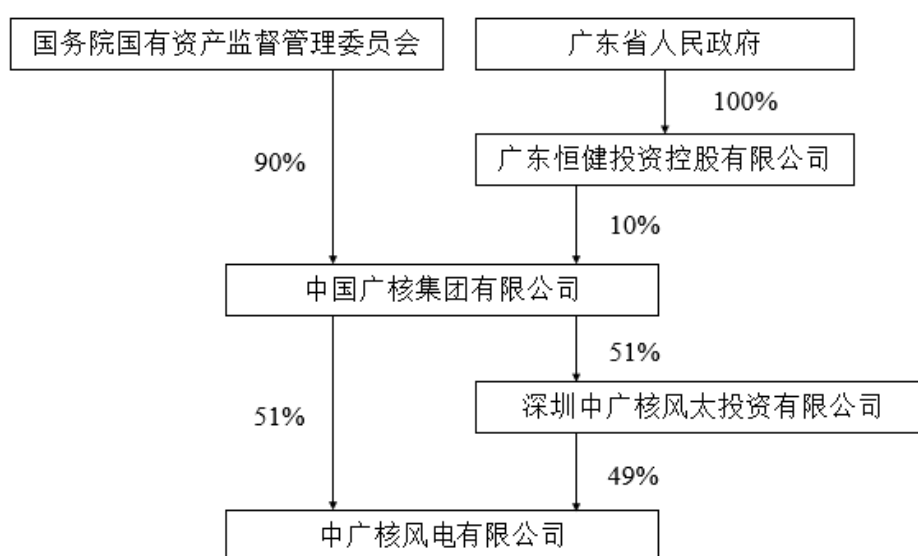 国务院国有资产监督管理委员会
广东省人民政府
100%
90%
广东恒健投资控股有限公司
10%
中国广核集团有限公司
51%
51%
深圳中广核风太投资有限公司
49%
中广核风电有限公司